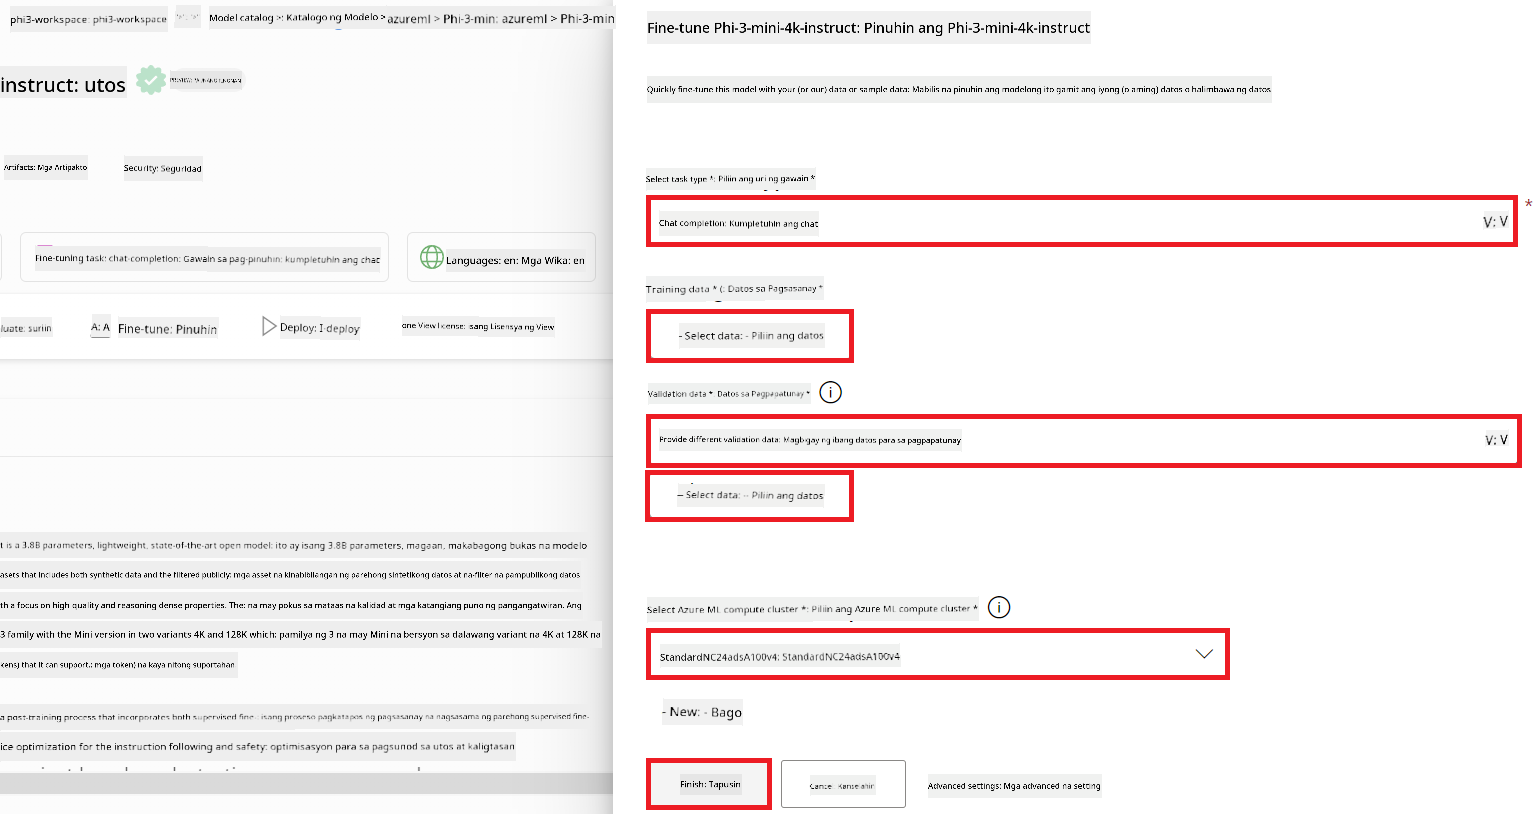 phi3-workspace: phi3-workspace
Model catalog >: Katalogo ng Modelo > azureml > Phi-3-min: azureml > Phi-3-min
instruct: utos
Artifacts: Mga Artipakto
Security: Seguridad
Fine-tuning task: chat-completion: Gawain sa pag-pinuhin: kumpletuhin ang chat
Languages: en: Mga Wika: en
luate: suriin
A: A
Fine-tune: Pinuhin
Deploy: I-deploy
one View license: isang Lisensya ng View
t is a 3.8B parameters, lightweight, state-of-the-art open model: ito ay isang 3.8B parameters, magaan, makabagong bukas na modelo
asets that includes both synthetic data and the filtered publicly: mga asset na kinabibilangan ng parehong sintetikong datos at na-filter na pampublikong datos
th a focus on high quality and reasoning dense properties. The: na may pokus sa mataas na kalidad at mga katangiang puno ng pangangatwiran. Ang
3 family with the Mini version in two variants 4K and 128K which: pamilya ng 3 na may Mini na bersyon sa dalawang variant na 4K at 128K na
kens) that it can support.: mga token) na kaya nitong suportahan
a post-training process that incorporates both supervised fine-: isang proseso pagkatapos ng pagsasanay na nagsasama ng parehong supervised fine-
ice optimization for the instruction following and safety: optimisasyon para sa pagsunod sa utos at kaligtasan
Fine-tune Phi-3-mini-4k-instruct: Pinuhin ang Phi-3-mini-4k-instruct
Quickly fine-tune this model with your (or our) data or sample data: Mabilis na pinuhin ang modelong ito gamit ang iyong (o aming) datos o halimbawa ng datos
Select task type *: Piliin ang uri ng gawain *
*
Chat completion: Kumpletuhin ang chat
V: V
Training data * (: Datos sa Pagsasanay *
- Select data: - Piliin ang datos
Validation data *: Datos sa Pagpapatunay *
Provide different validation data: Magbigay ng ibang datos para sa pagpapatunay
V: V
-- Select data: -- Piliin ang datos
Select Azure ML compute cluster *: Piliin ang Azure ML compute cluster *
StandardNC24adsA100v4: StandardNC24adsA100v4
- New: - Bago
Finish: Tapusin
Cancel: Kanselahin
Advanced settings: Mga advanced na setting